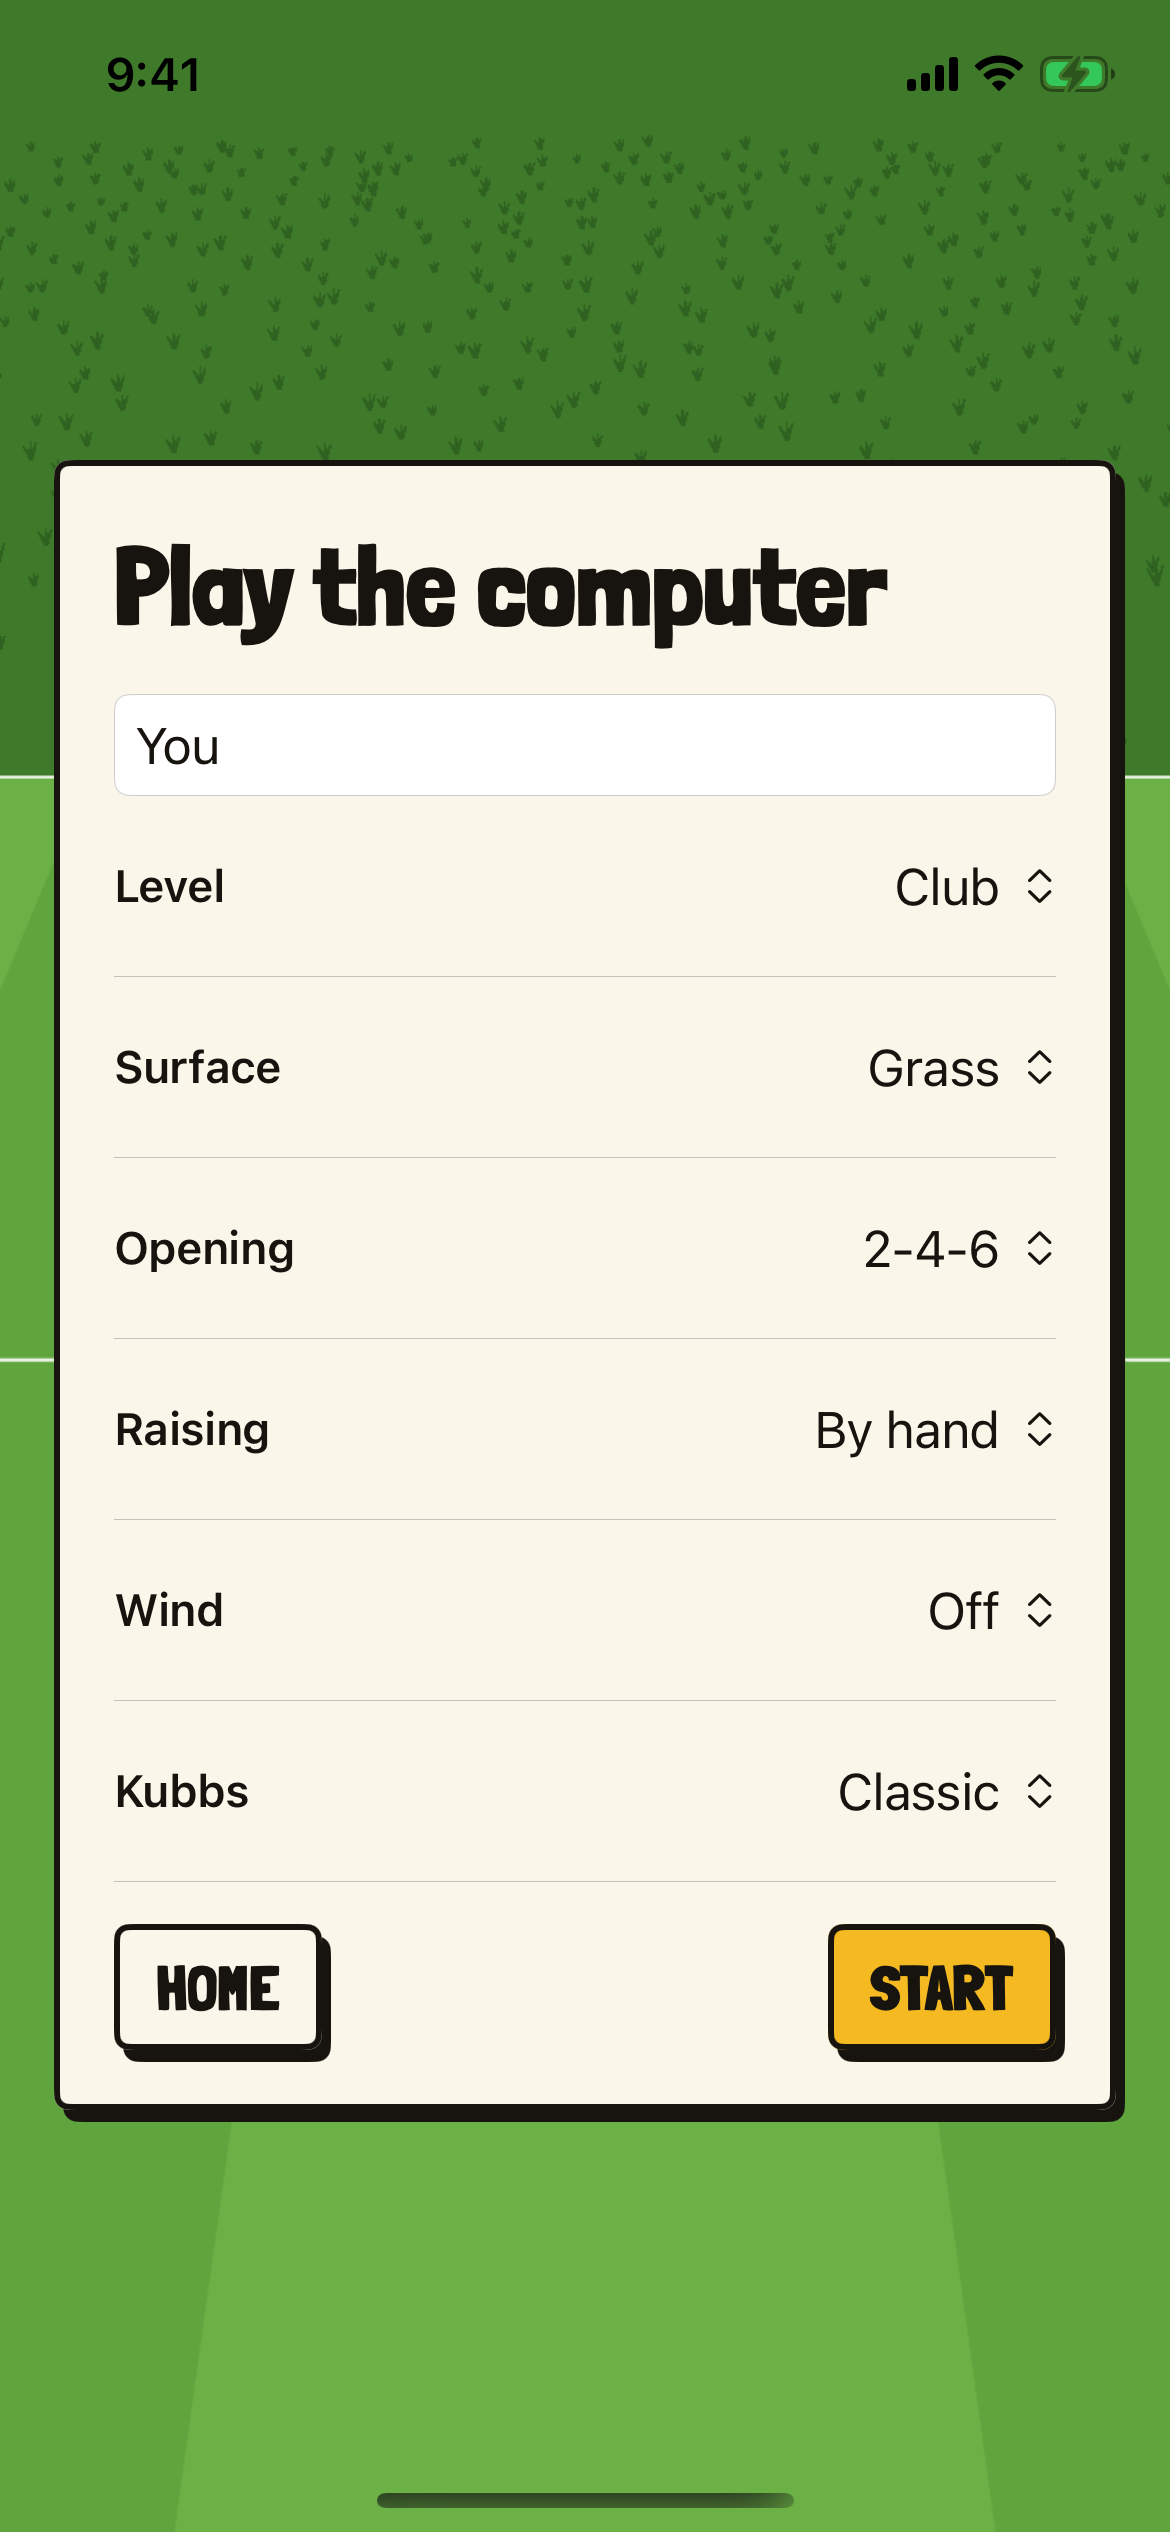 9:41
Play the computer
You
Level Club
Surface Grass
Opening 2-4-6
Raising By hand
Wind Off
Kubbs Classic
HOME START